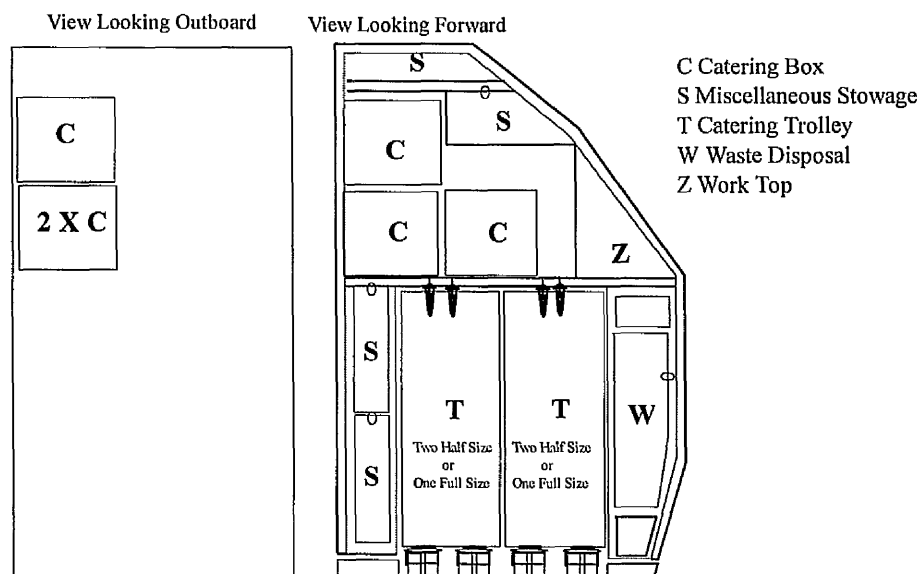 View Looking Outboard
View Looking Forward
C Catering Box
S Miscellaneous Stowage
T Catering Trolley
W Waste Disposal
Z Work Top
C
2 X C
S
S
C
C
C
Z
S
S
T
Two Half Size
or
One Full Size
T
Two Half Size
or
One Full Size
W